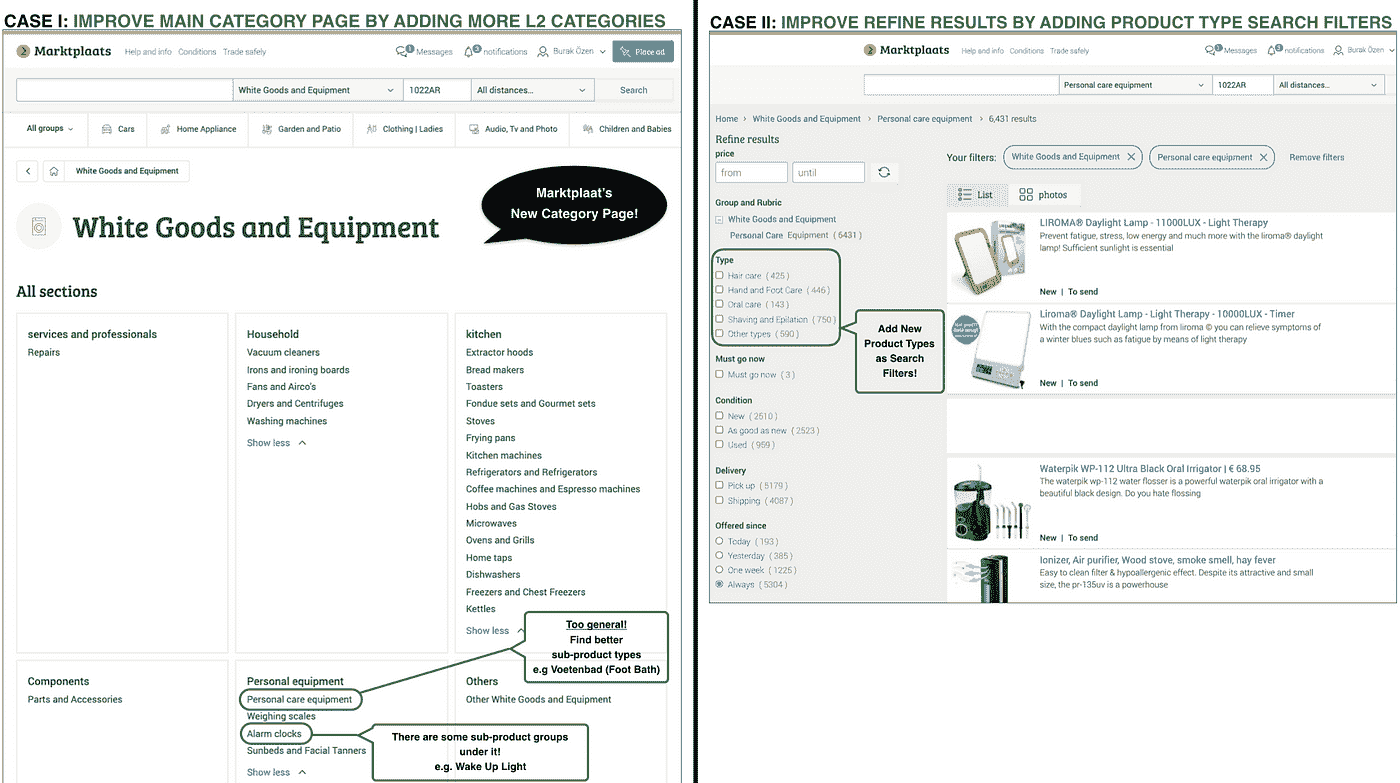 CASE I: IMPROVE MAIN CATEGORY PAGE BY ADDING MORE L2 CATEGORIES
Marktplaats Help and info Conditions Trade safely 1 Messages 3 notifications Burak Özen Place ad
White Goods and Equipment 1022AR All distances... Search
All groups Cars Home Appliance Garden and Patio Clothing | Ladies Audio, Tv and Photo Children and Babies
White Goods and Equipment
Marktplaat's
New Category Page!
White Goods and Equipment
All sections
services and professionals
Repairs
Household
Vacuum cleaners
Irons and ironing boards
Fans and Airco's
Dryers and Centrifuges
Washing machines
Show less
kitchen
Extractor hoods
Bread makers
Toasters
Fondue sets and Gourmet sets
Stoves
Frying pans
Kitchen machines
Refrigerators and Refrigerators
Coffee machines and Espresso machines
Hobs and Gas Stoves
Microwaves
Ovens and Grills
Home taps
Dishwashers
Freezers and Chest Freezers
Kettles
Show less
Too general!
Find better
sub-product types
e.g Voetenbad (Foot Bath)
Components
Parts and Accessories
Personal equipment
Personal care equipment
Weighing scales
Alarm clocks
Sunbeds and Facial Tanners
Show less
Others
Other White Goods and Equipment
There are some sub-product groups
under it!
e.g. Wake Up Light
CASE II: IMPROVE REFINE RESULTS BY ADDING PRODUCT TYPE SEARCH FILTERS
Marktplaats Help and info Conditions Trade safely 1 Messages 3 notifications Burak Özen
Personal care equipment 1022AR All distances...
Home > White Goods and Equipment > Personal care equipment > 6,431 results
Refine results
price
from until
Group and Rubric
White Goods and Equipment
Personal Care Equipment (6431)
Type
Hair care (425)
Hand and Foot Care (446)
Oral care (143)
Shaving and Epilation (750)
Other types (590)
Add New
Product Types
as Search
Filters!
Must go now
Must go now (3)
Condition
New (2510)
As good as new (2523)
Used (959)
Delivery
Pick up (5179)
Shipping (4087)
Offered since
Today (193)
Yesterday (385)
One week (1225)
Always (5304)
Your filters: White Goods and Equipment Personal care equipment Remove filters
List photos
LIROMA® Daylight Lamp - 11000LUX - Light Therapy
Prevent fatigue, stress, low energy and much more with the liroma® daylight
lamp! Sufficient sunlight is essential
New | To send
Liroma® Daylight Lamp - Light Therapy - 10000LUX - Timer
With the compact daylight lamp from liroma © you can relieve symptoms of
a winter blues such as fatigue by means of light therapy
New | To send
Waterpik WP-112 Ultra Black Oral Irrigator | € 68.95
The waterpik wp-112 water flosser is a powerful waterpik oral irrigator with a
beautiful black design. Do you hate flossing
New | To send
Ionizer, Air purifier, Wood stove, smoke smell, hay fever
Easy to clean filter & hypoallergenic effect. Despite its attractive and small
size, the pr-135uv is a powerhouse